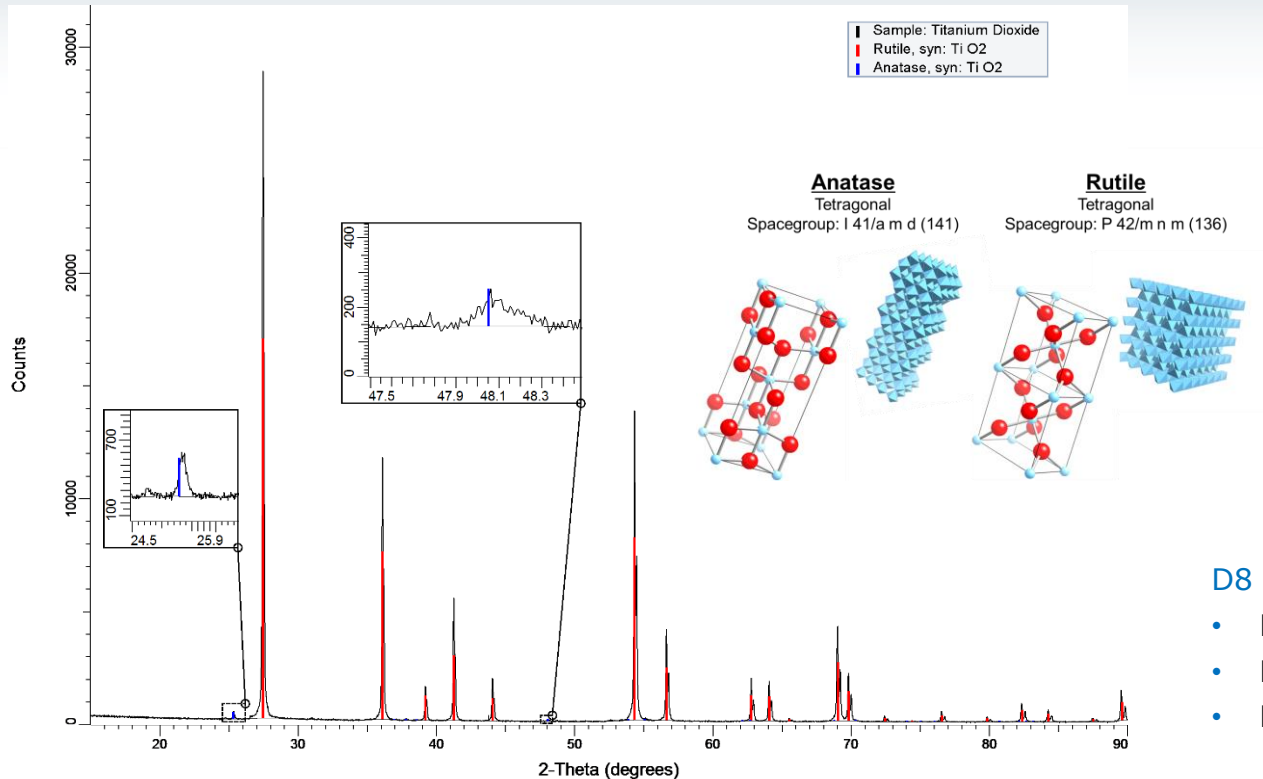 Sample: Titanium Dioxide
Rutile, syn: Ti O2
Anatase, syn: Ti O2
Counts
30000
20000
10000
0
Anatase
Tetragonal
Spacegroup: I 41/a m d (141)
Rutile
Tetragonal
Spacegroup: P 42/m n m (136)
400
200
0
47.5
47.9
48.1
48.3
700
100
24.5
25.9
D8
20
30
40
50
60
70
80
90
2-Theta (degrees)